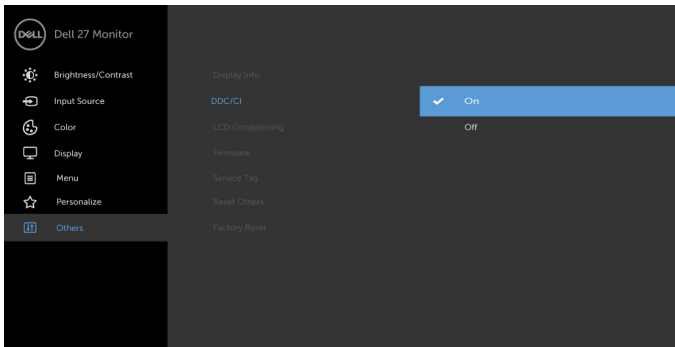 DELL
Dell 27 Monitor
Brightness/Contrast
Input Source
Color
Display
Menu
Personalize
Others
Display Info
DDC/CI
LCD Conditioning
Firmware
Service Tag
Reset Others
Factory Reset
On
Off